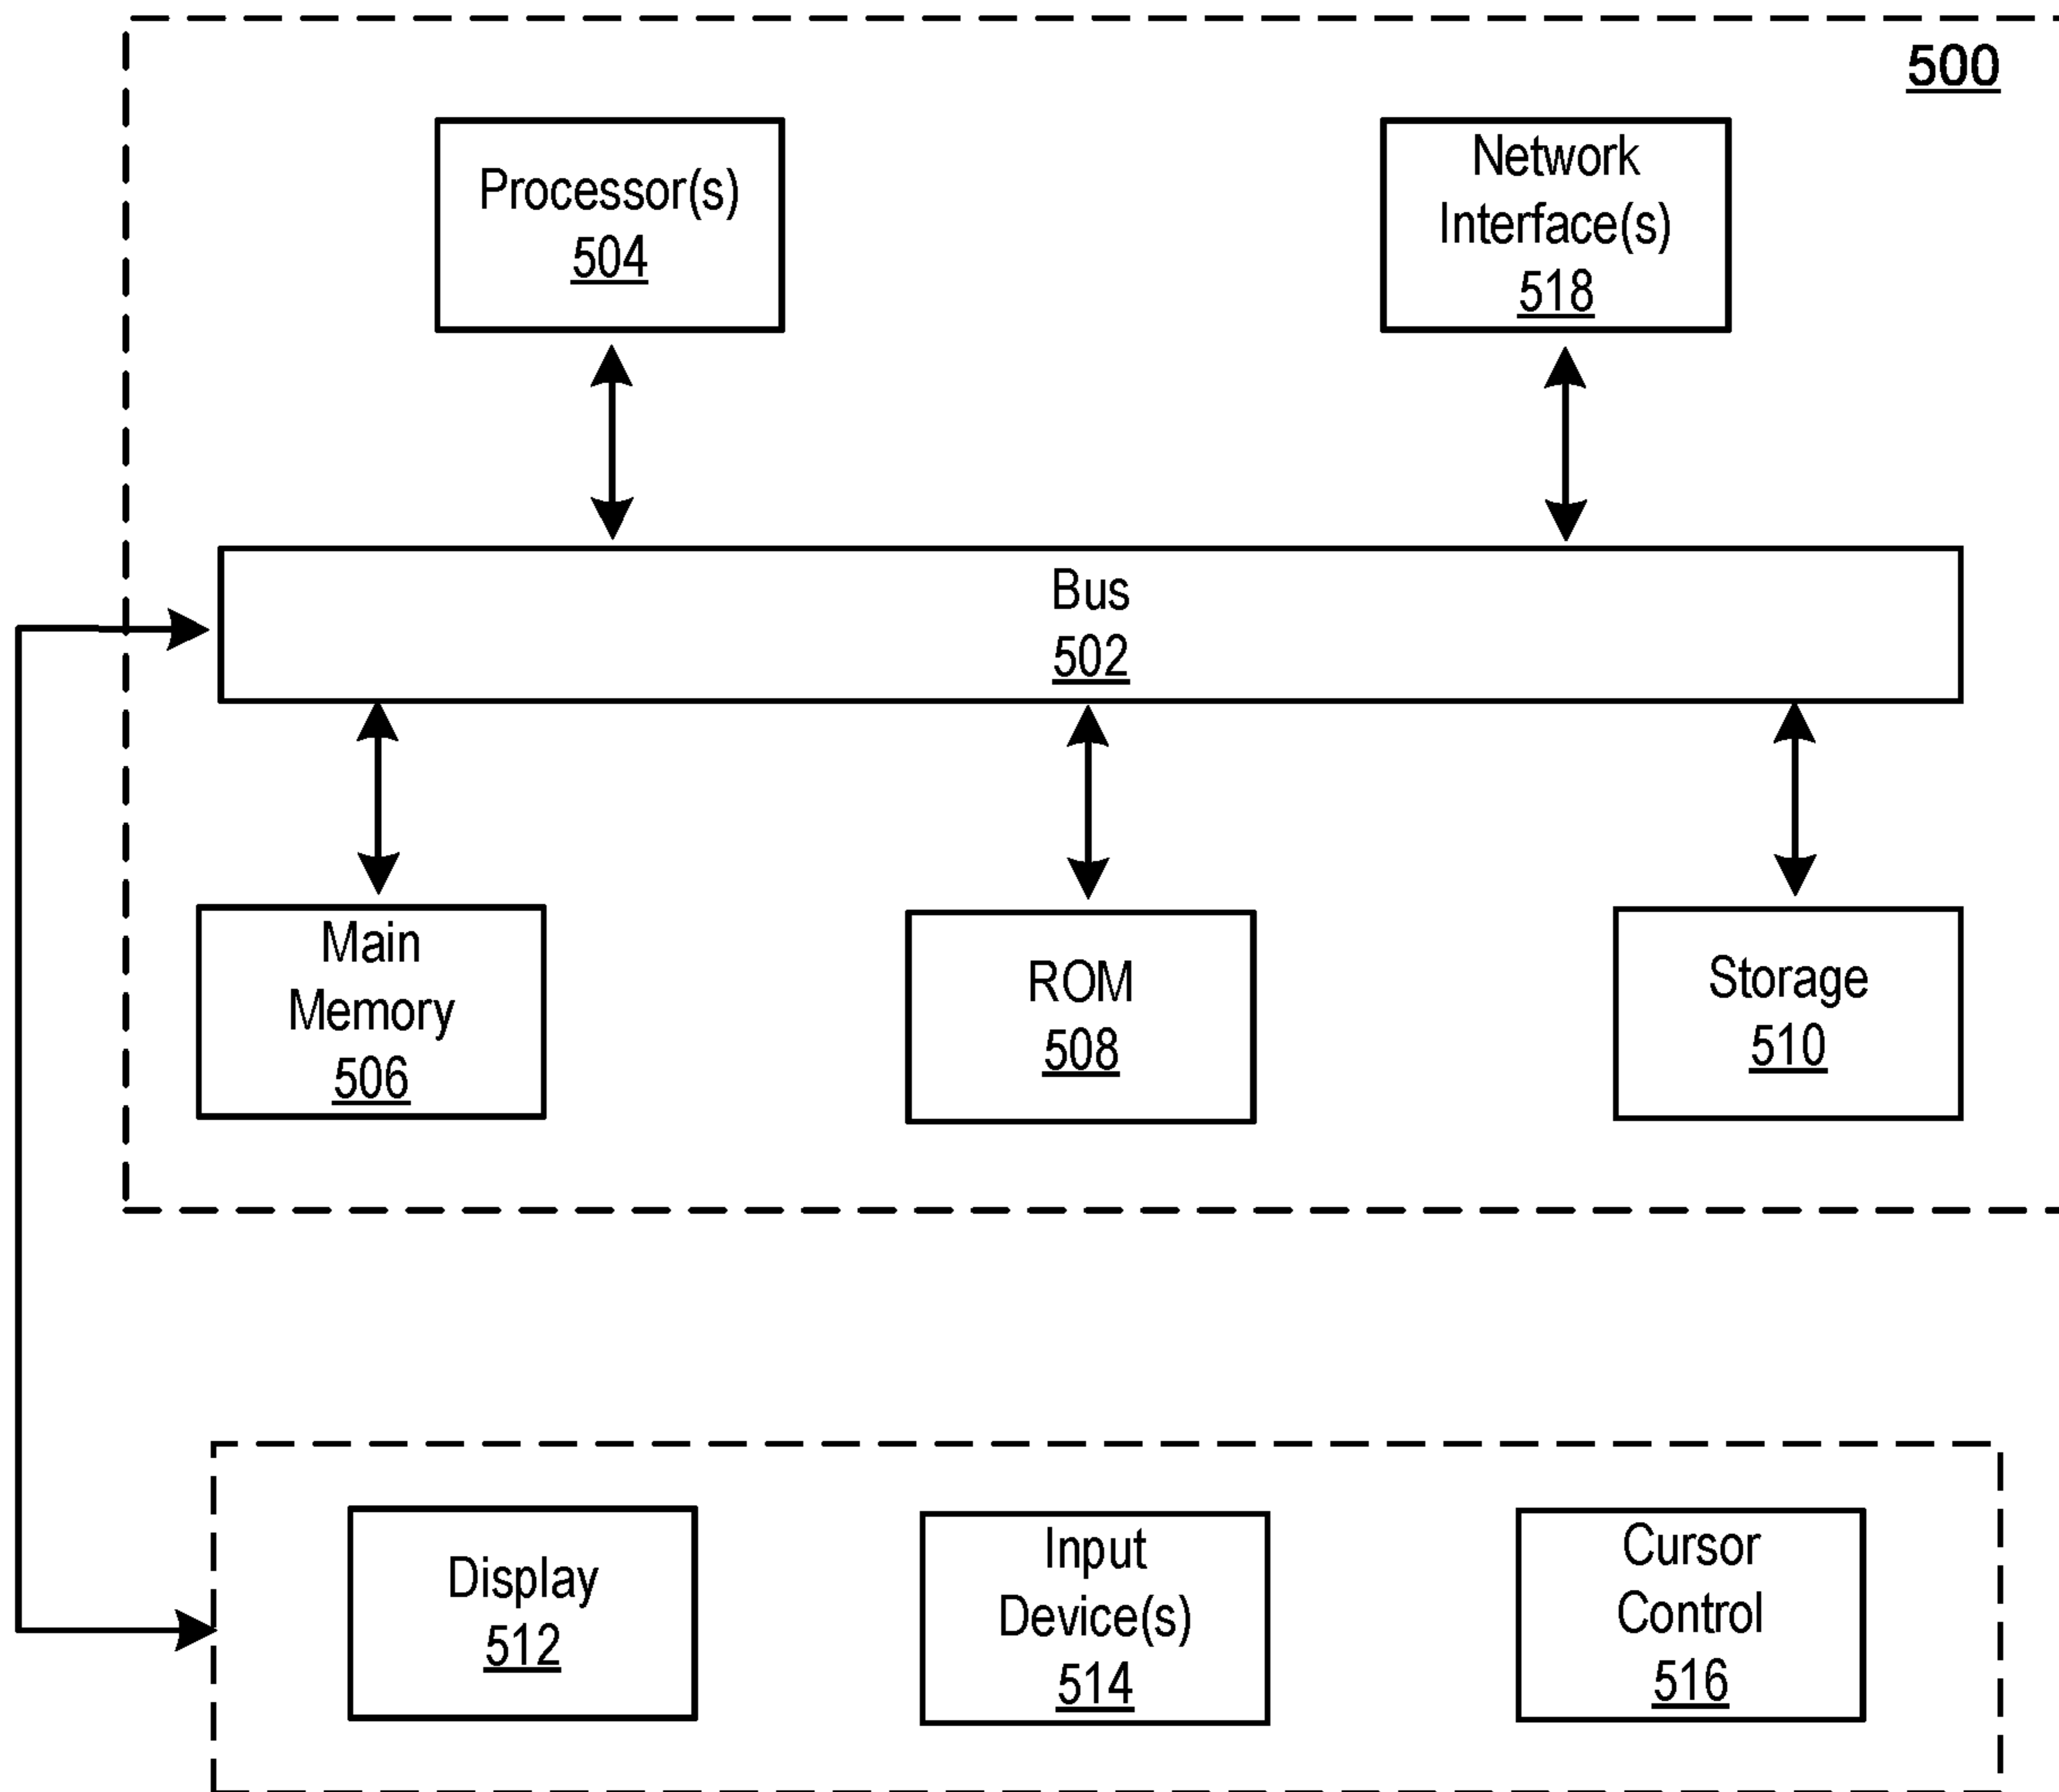 500
Processor(s)
504
Network
Interface(s)
518
Bus
502
Main
Memory
506
ROM
508
Storage
510
Display
512
Input
Device(s)
514
Cursor
Control
516